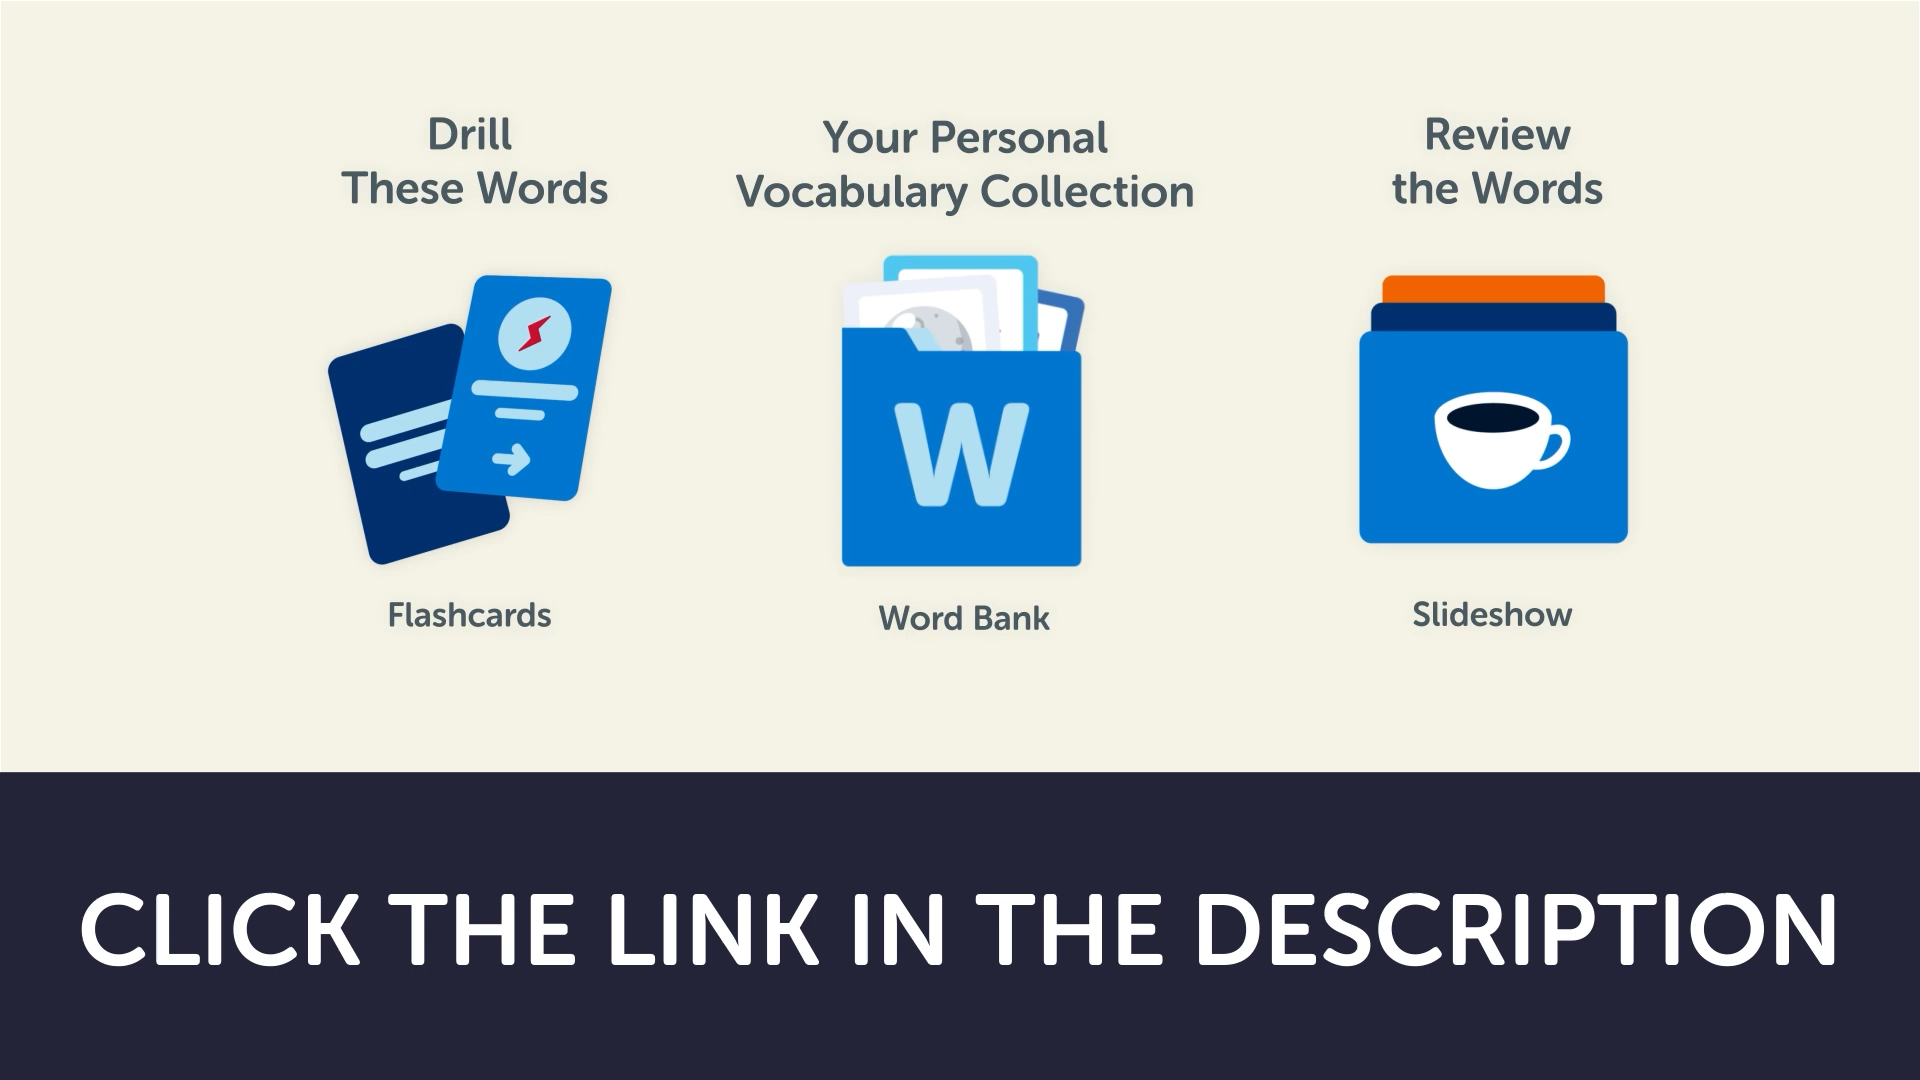 Drill
These Words
Your Personal
Vocabulary Collection
Review
the Words
W
Flashcards
Word Bank
Slideshow
CLICK THE LINK IN THE DESCRIPTION